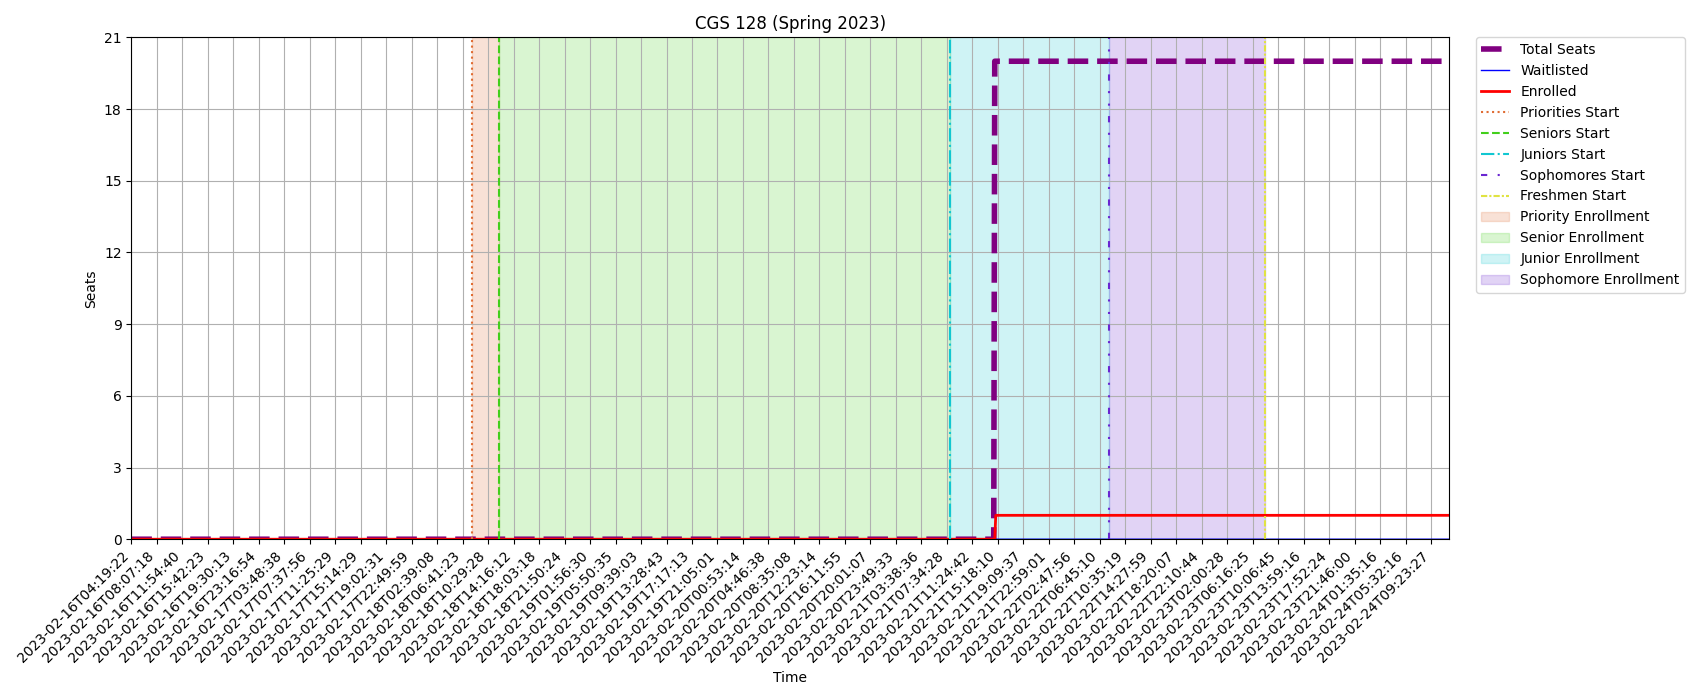 CGS 128 (Spring 2023)
21
18
15
12
9
6
3
0
Seats
2023-02-16T04:19:22
2023-02-16T08:07:18
2023-02-16T11:54:40
2023-02-16T15:42:23
2023-02-16T19:30:13
2023-02-16T23:16:54
2023-02-17T03:48:38
2023-02-17T07:37:56
2023-02-17T11:25:29
2023-02-17T15:14:29
2023-02-17T19:02:31
2023-02-17T22:49:59
2023-02-18T02:39:08
2023-02-18T06:41:23
2023-02-18T10:29:28
2023-02-18T14:16:12
2023-02-18T18:03:18
2023-02-18T21:50:24
2023-02-19T01:56:30
2023-02-19T05:50:35
2023-02-19T09:39:03
2023-02-19T13:28:43
2023-02-19T17:17:13
2023-02-19T21:05:01
2023-02-20T00:53:14
2023-02-20T04:46:38
2023-02-20T08:35:08
2023-02-20T12:23:14
2023-02-20T16:11:55
2023-02-20T20:01:07
2023-02-20T23:49:33
2023-02-21T03:38:36
2023-02-21T07:34:28
2023-02-21T11:24:42
2023-02-21T15:18:10
2023-02-21T19:09:37
2023-02-21T22:59:01
2023-02-22T02:47:56
2023-02-22T06:45:10
2023-02-22T10:35:19
2023-02-22T14:27:59
2023-02-22T18:20:07
2023-02-22T22:10:44
2023-02-23T02:00:28
2023-02-23T06:16:25
2023-02-23T10:06:45
2023-02-23T13:59:16
2023-02-23T17:52:24
2023-02-23T21:46:00
2023-02-24T01:35:16
2023-02-24T05:32:16
2023-02-24T09:23:27
Time
Total Seats
Waitlisted
Enrolled
Priorities Start
Seniors Start
Juniors Start
Sophomores Start
Freshmen Start
Priority Enrollment
Senior Enrollment
Junior Enrollment
Sophomore Enrollment